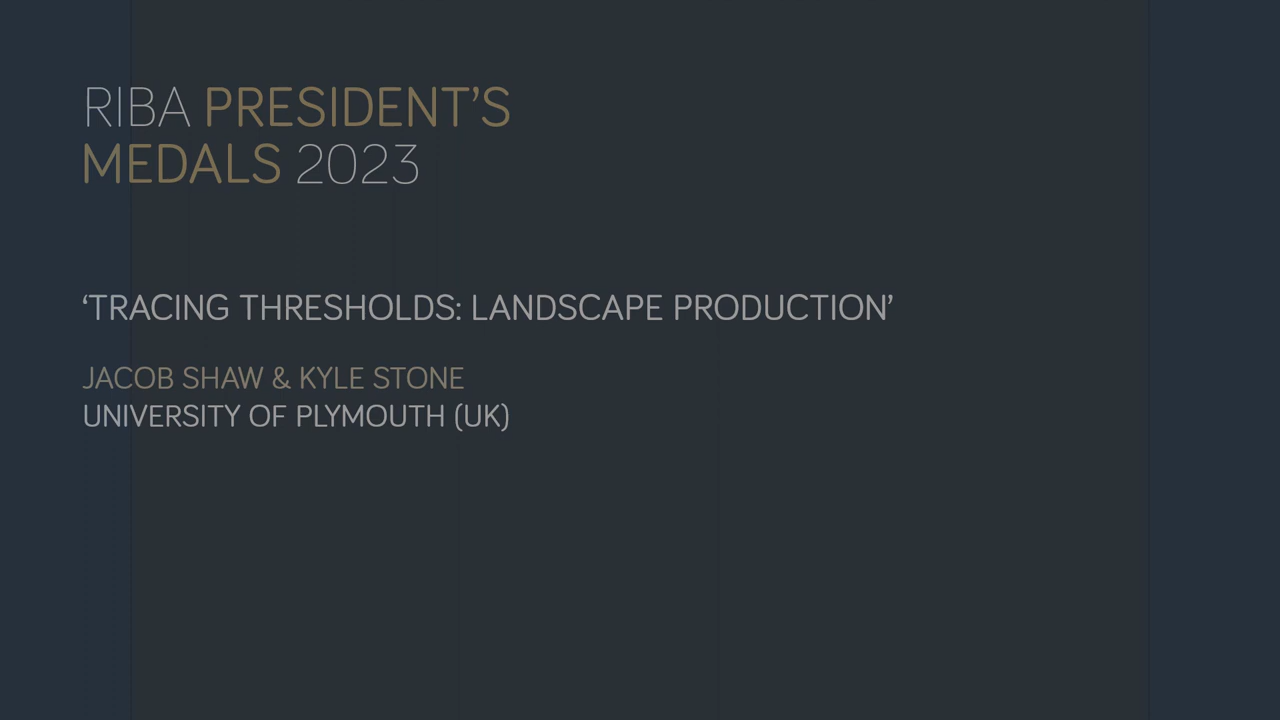 RIBA PRESIDENT’S
MEDALS 2023
‘TRACING THRESHOLDS: LANDSCAPE PRODUCTION’
JACOB SHAW & KYLE STONE
UNIVERSITY OF PLYMOUTH (UK)